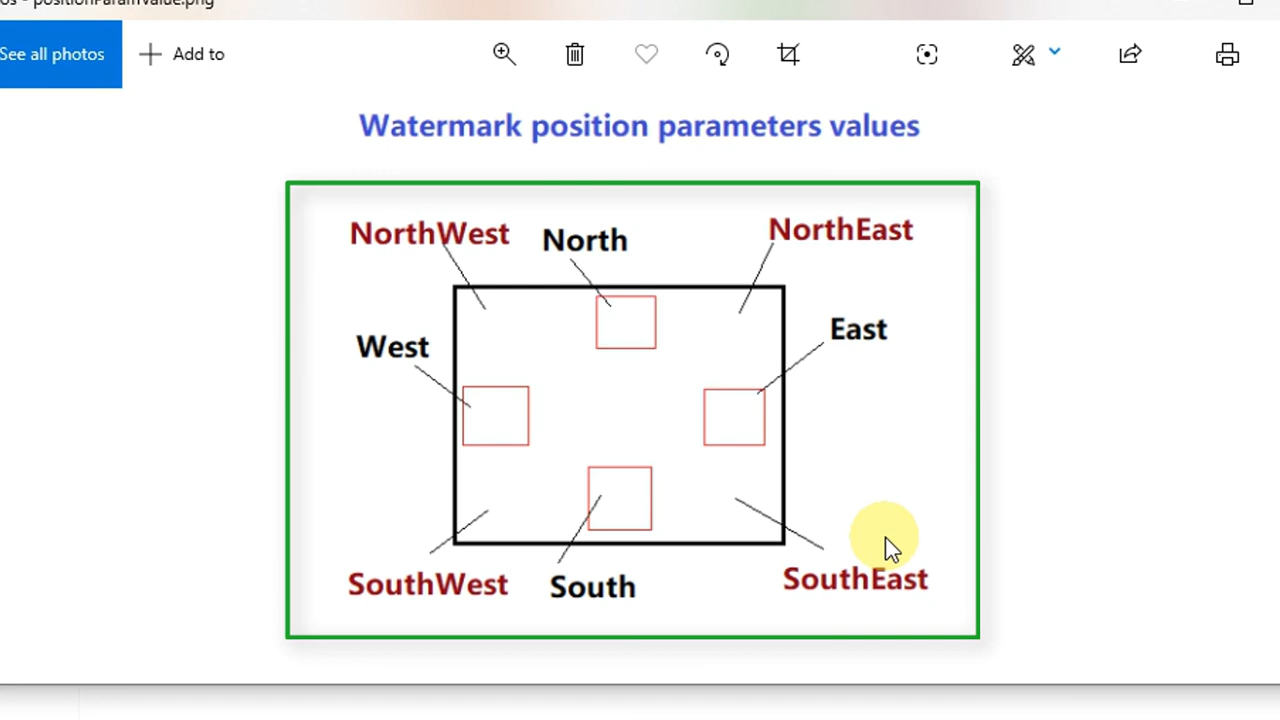 See all photos
Add to
Watermark position parameters values
NorthWest
North
NorthEast
West
East
SouthWest
South
SouthEast